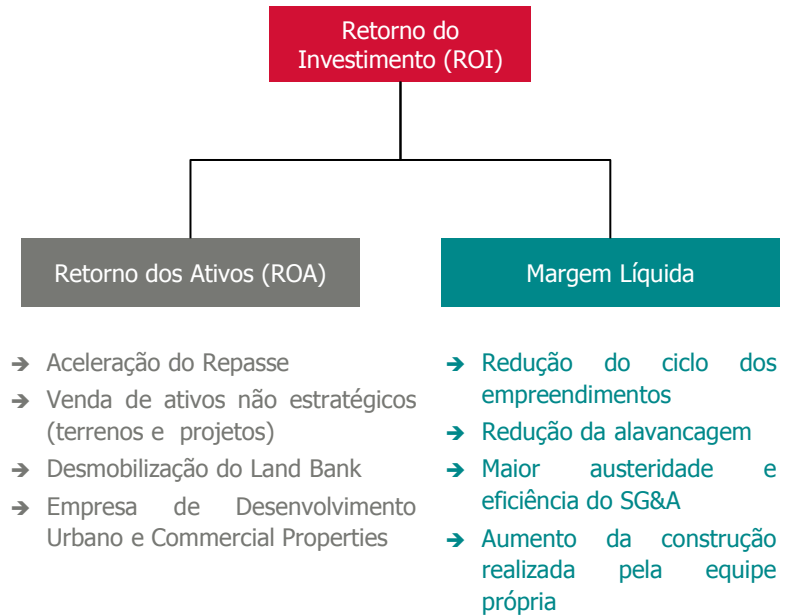 Retorno do
Investimento (ROI)
Retorno dos Ativos (ROA)
➔ Aceleração do Repasse
➔ Venda de ativos não estratégicos
(terrenos e projetos)
➔ Desmobilização do Land Bank
➔ Empresa de Desenvolvimento
Urbano e Commercial Properties
Margem Líquida
➔ Redução do ciclo dos
empreendimentos
➔ Redução da alavancagem
➔ Maior austeridade e
eficiência do SG&A
➔ Aumento da construção
realizada pela equipe
própria